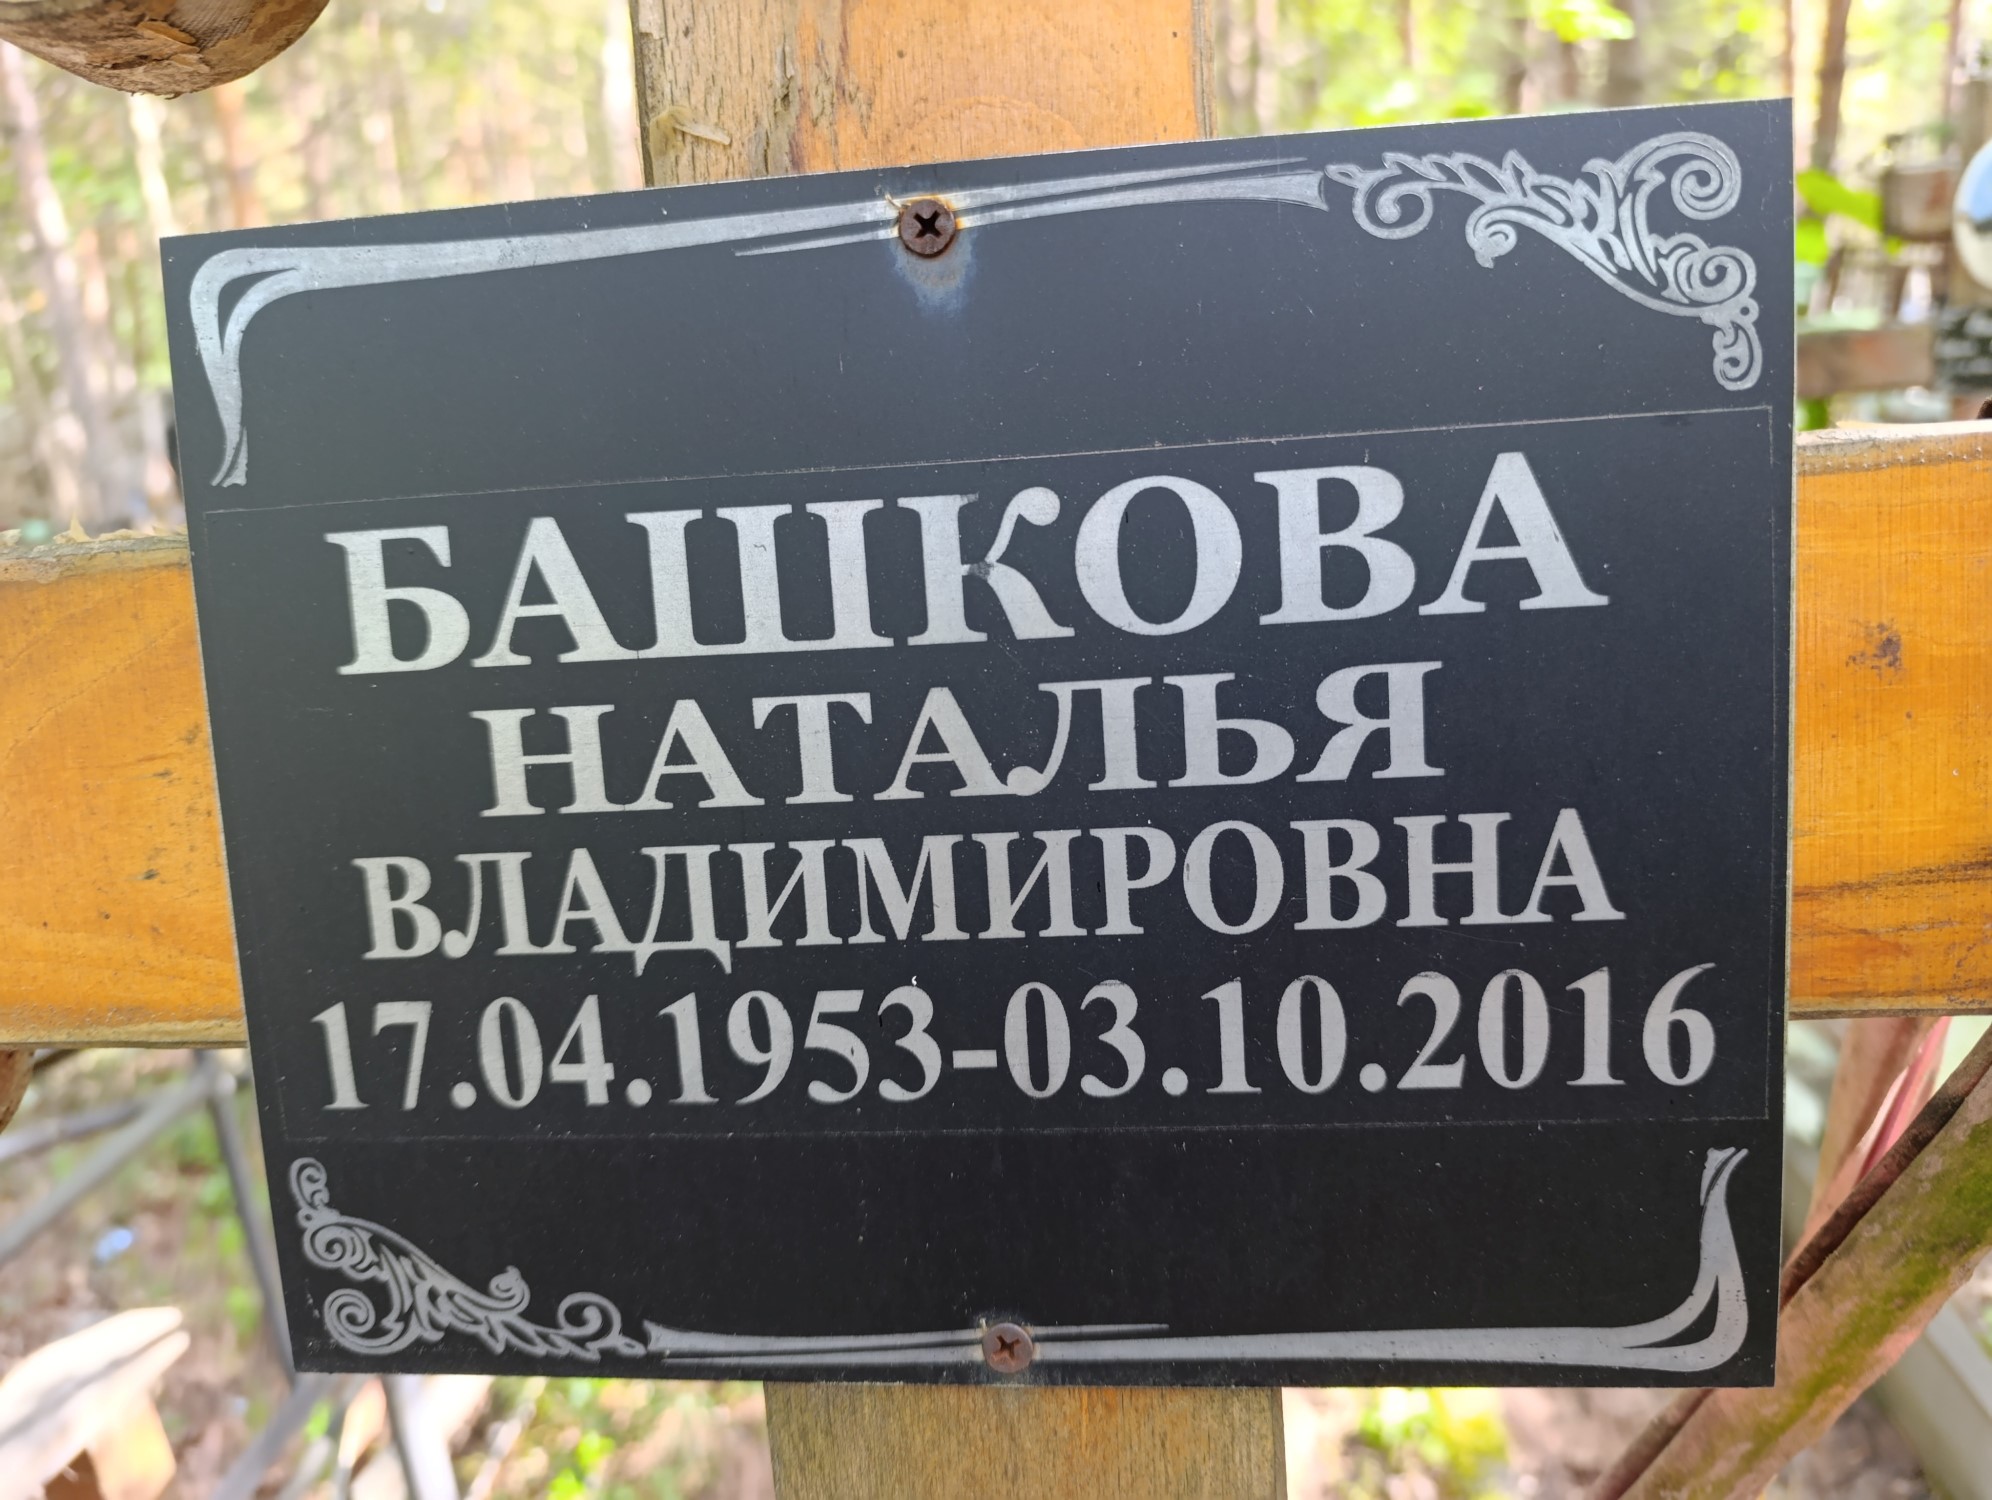 БАШКОВА
НАТАЛЬЯ
ВЛАДИМИРОВНА
17.04.1953-03.10.2016